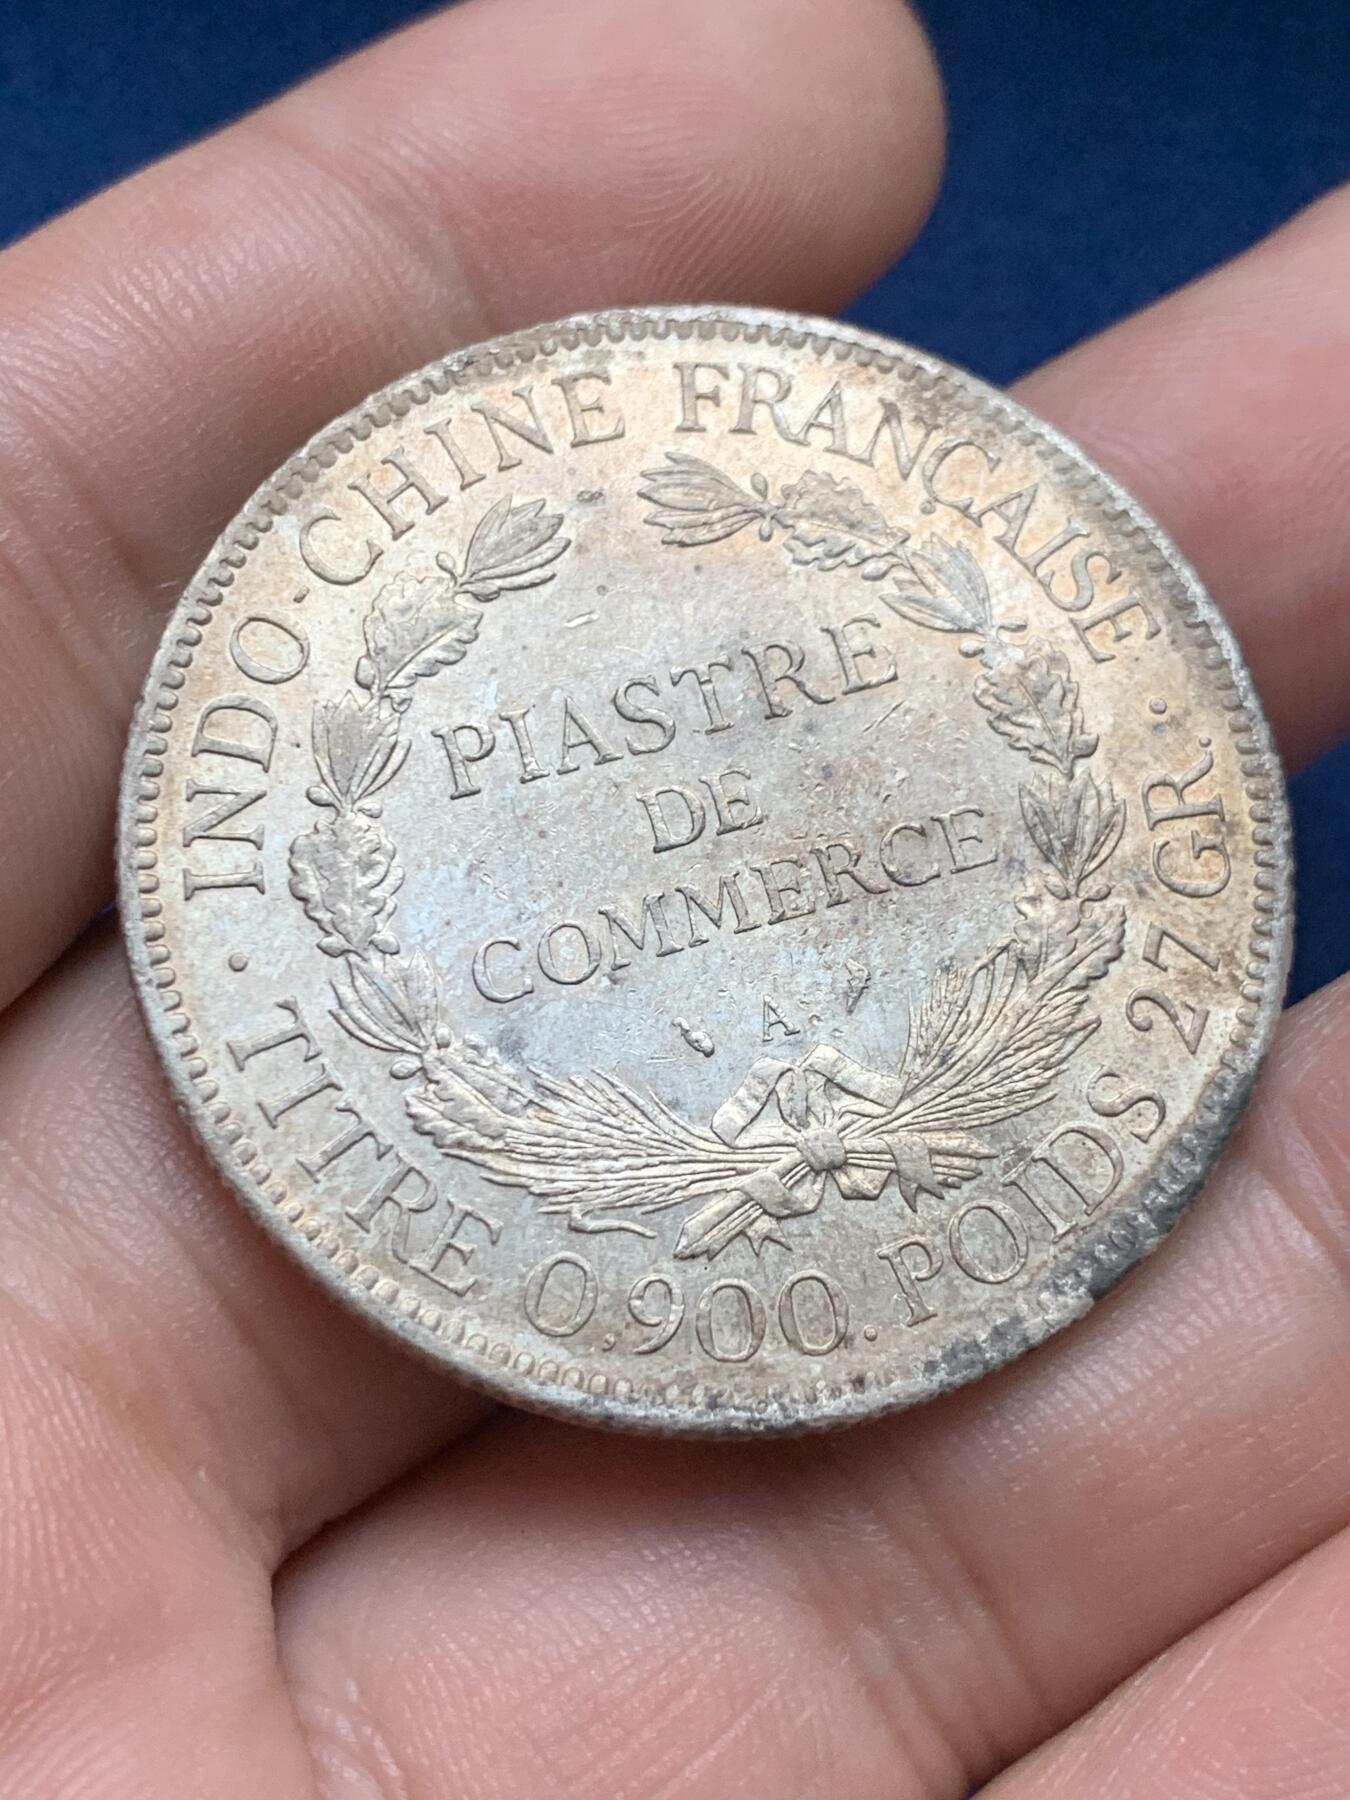 INDO-CHINE FRANÇAISE
PIASTRE
DE
COMMERCE
A
TITRE 0,900. POIDS 27 GR.